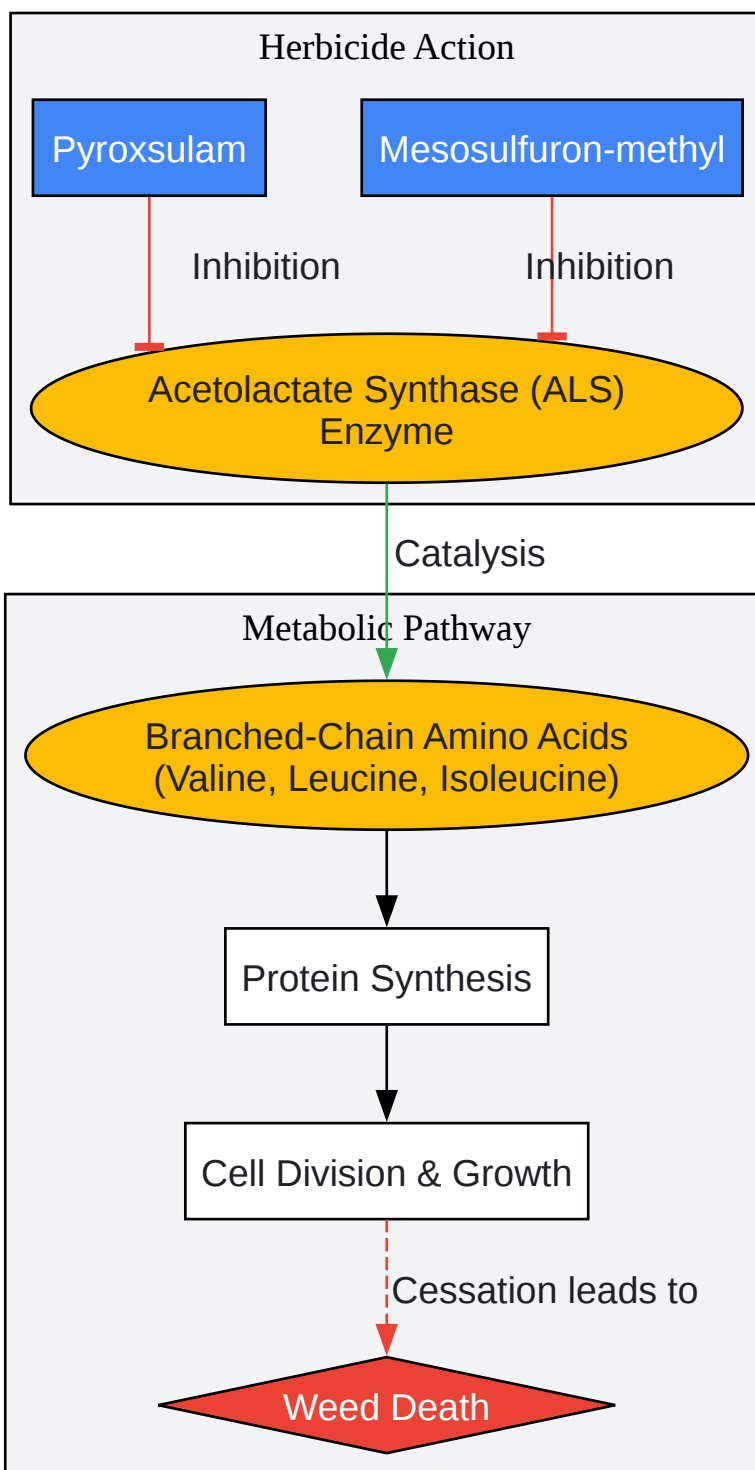 Herbicide Action
Pyroxsulam
Mesosulfuron-methyl
Inhibition
Inhibition
Acetolactate Synthase (ALS)
Enzyme
Catalysis
Metabolic Pathway
Branched-Chain Amino Acids
(Valine, Leucine, Isoleucine)
Protein Synthesis
Cell Division & Growth
Cessation leads to
Weed Death